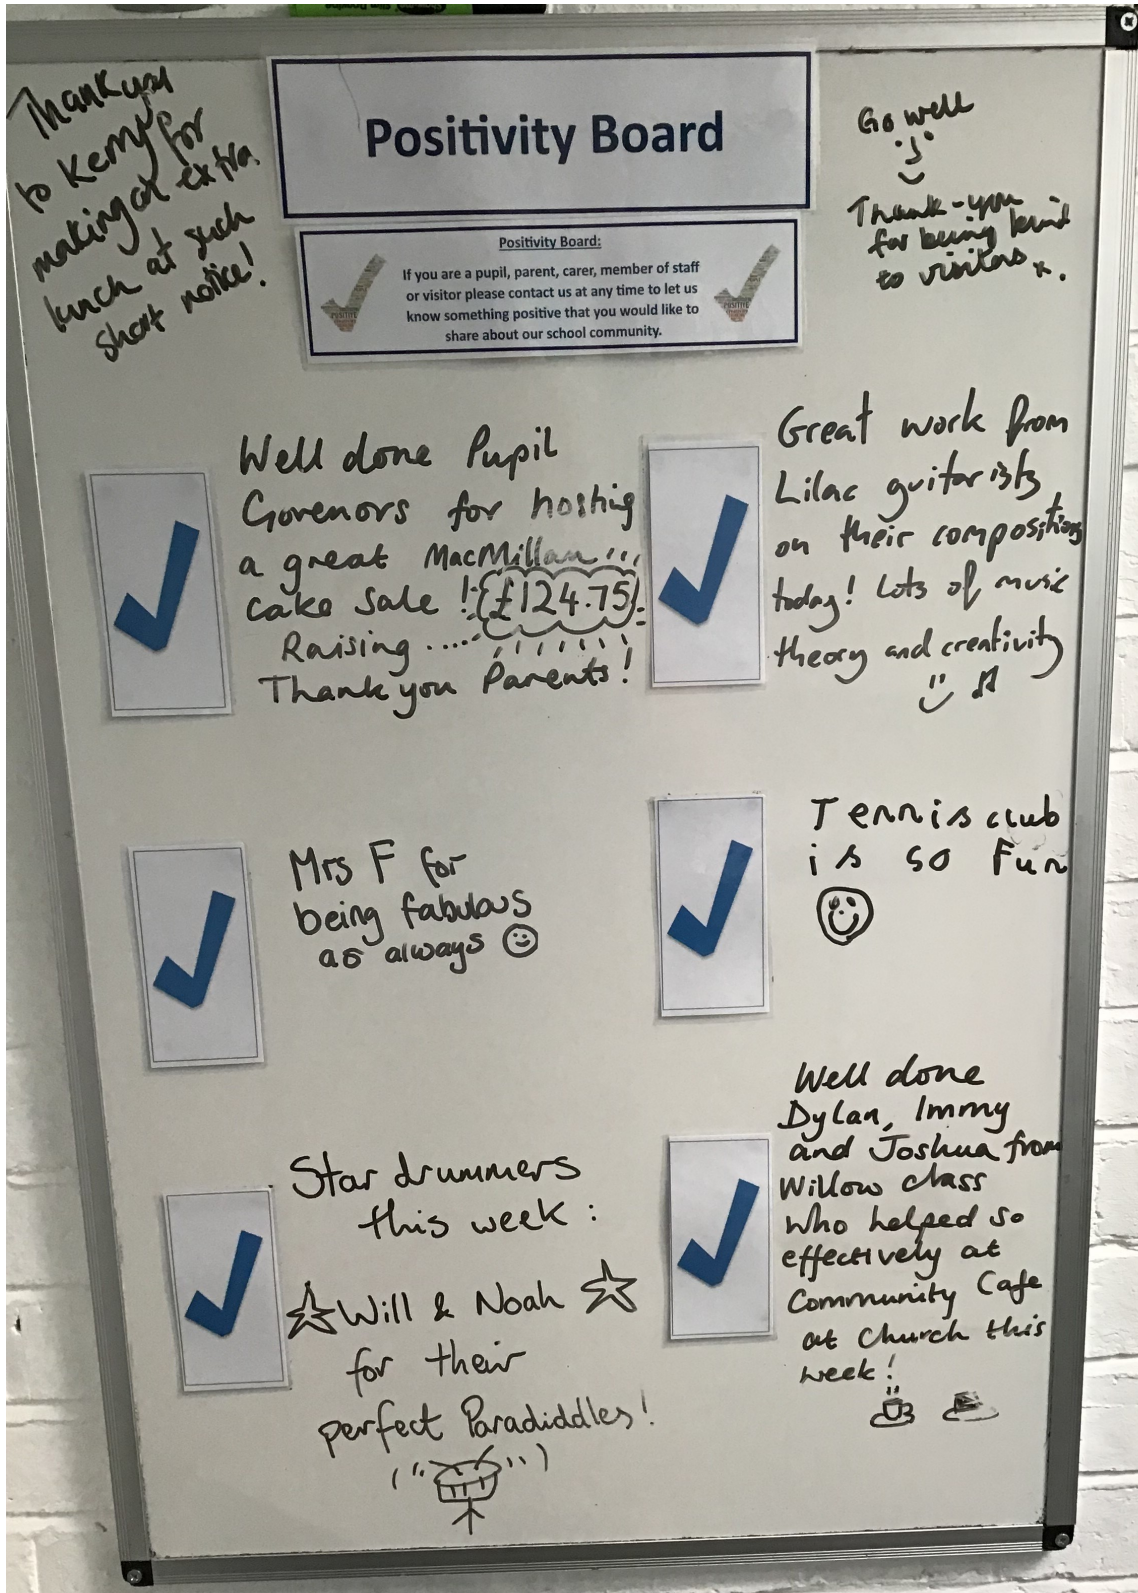 Thank you
to Kerry for
making an extra
lunch at such
short notice!
Positivity Board
Go well
Thank-you
for being kind
to visitors x.
Positivity Board:
If you are a pupil, parent, carer, member of staff
or visitor please contact us at any time to let us
know something positive that you would like to
share about our school community.
Well done Pupil
Govenors for hosting
a great MacMillan...
cake sale !
£124.75
Raising .....
Thank you Parents!
Great work from
Lilac guitarists
on their compositions
today! Lots of music
theory and creativity
Mrs F for
being fabulous
as always
Tennis club
is so Fun
Star drummers
this week:
Will & Noah
for their
perfect Paradiddles!
Well done
Dylan, Immy
and Joshua from
Willow class
who helped so
effectively at
Community Cafe
at Church this
week!